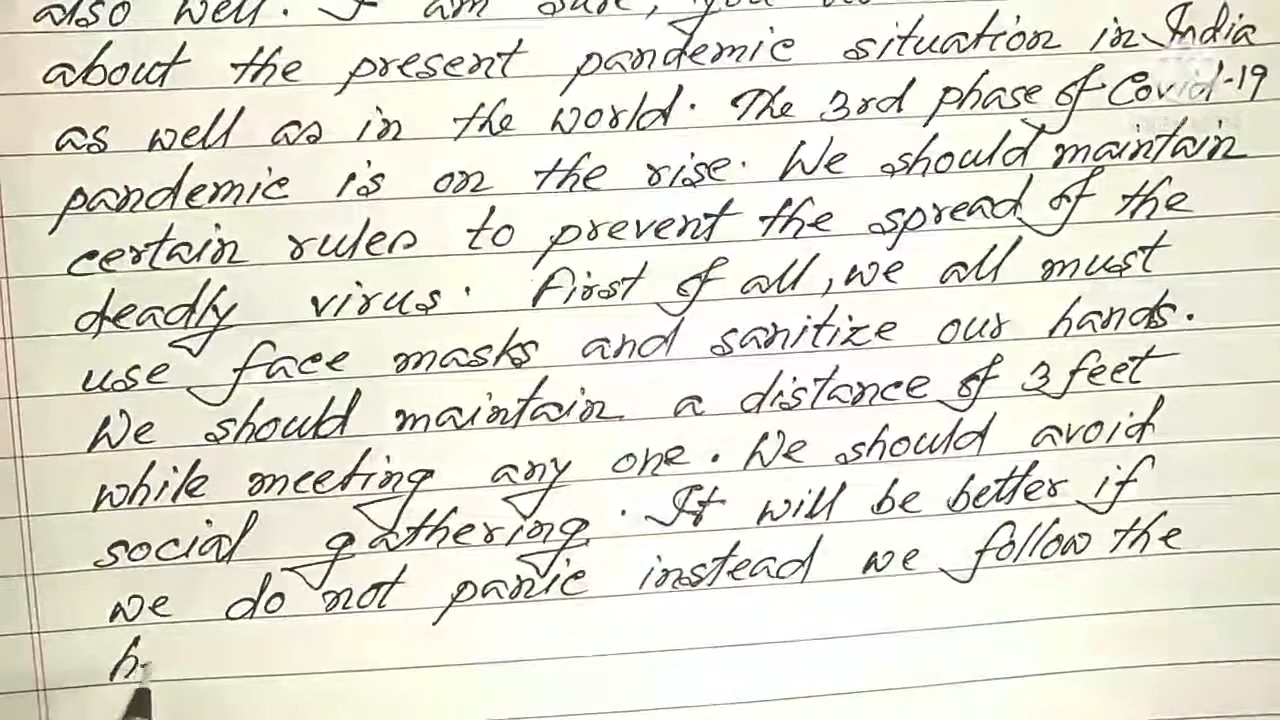 also well. I am sure, you
about the present pandemic situation in India
as well as in the world. The 3rd phase of Covid-19
pandemic is on the rise. We should maintain
certain rules to prevent the spread of the
deadly virus. First of all, we all must
use face masks and sanitize our hands.
We should maintain a distance of 3 feet
while meeting any one. We should avoid
social gathering. It will be better if
we do not panic instead we follow the
h